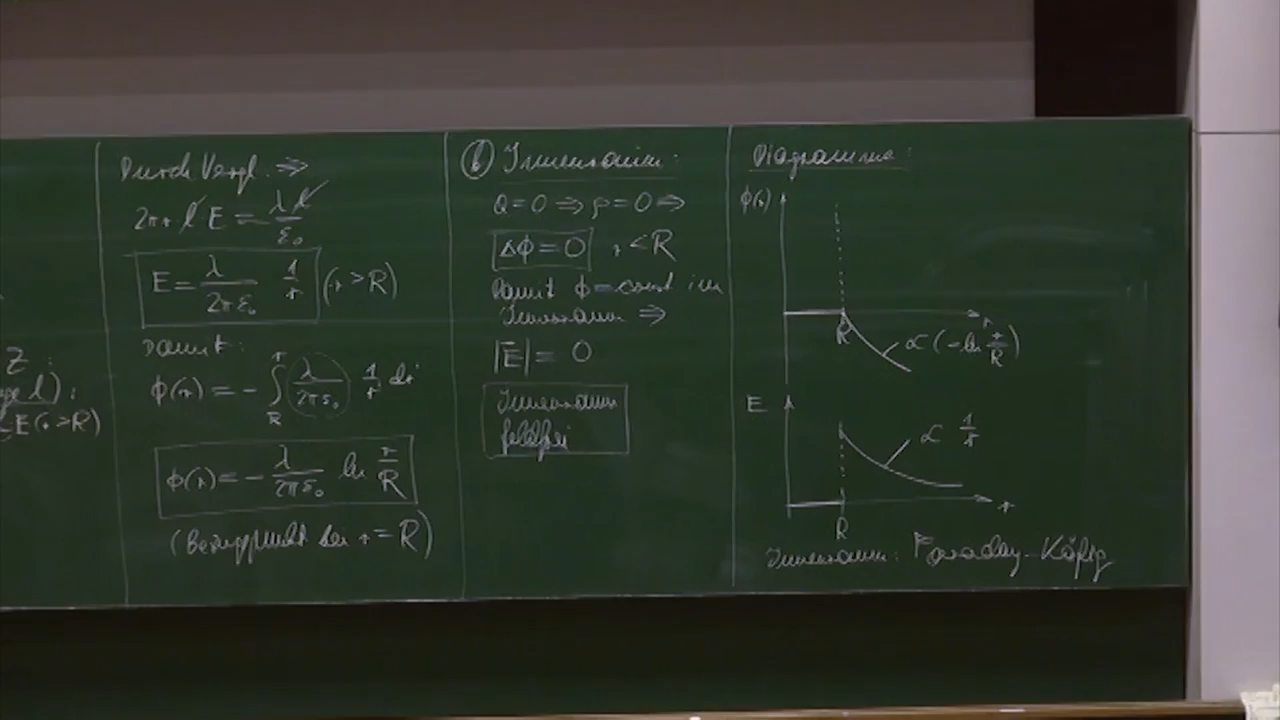 Z :
l) :
E(r>R)
Durch Vergl. ⇒
2πr l E = λl/ε₀
E = λ/2πε₀ 1/r (r>R)
Damit:
ϕ(r) = − ∫_R^r λ/2πε₀ 1/r dr
ϕ(r) = − λ/2πε₀ ln r/R
(Bezugspunkt bei r = R)
ⓑ Innenraum:
Q=0 ⇒ ρ=0 ⇒
Δϕ=0 , r<R
Damit ϕ=const im
Innenraum ⇒
|E| = 0
Innenraum
feldfrei
Diagramme:
ϕ(r)
R
r
∝ (−ln r/R)
E
∝ 1/r
r
R
Innenraum: Faraday-Käfig